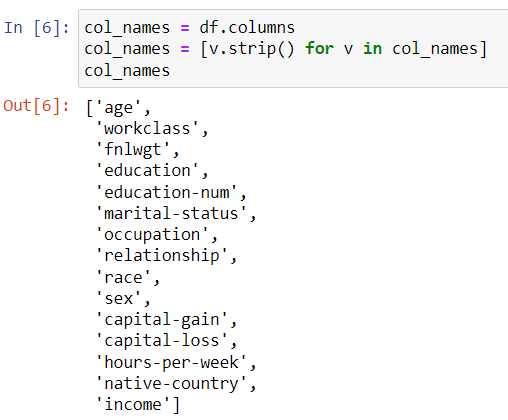 In [6]: col_names = df.columns
col_names = [v.strip() for v in col_names]
col_names
Out[6]: ['age',
'workclass',
'fnlwgt',
'education',
'education-num',
'marital-status',
'occupation',
'relationship',
'race',
'sex',
'capital-gain',
'capital-loss',
'hours-per-week',
'native-country',
'income']